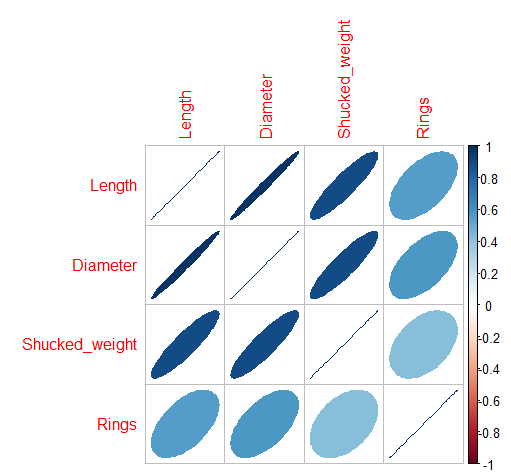 Length
Diameter
Shucked_weight
Rings
Length
Diameter
Shucked_weight
Rings
1
0.8
0.6
0.4
0.2
0
-0.2
-0.4
-0.6
-0.8
-1